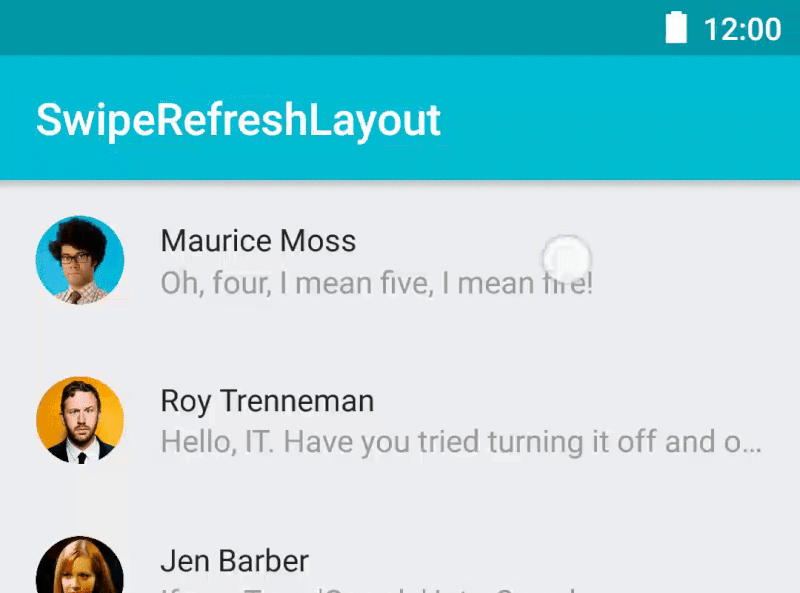 12:00
SwipeRefreshLayout
Maurice Moss
Oh, four, I mean five, I mean fire!
Roy Trenneman
Hello, IT. Have you tried turning it off and o...
Jen Barber